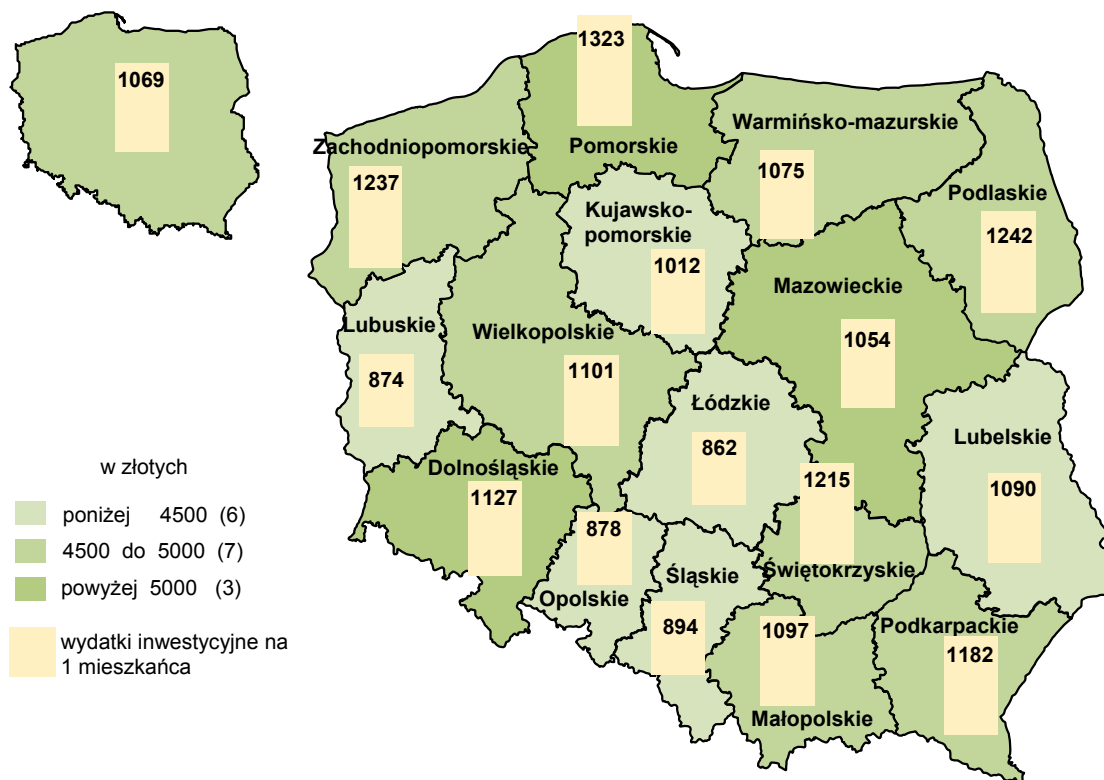 1069
1323
Pomorskie
Zachodniopomorskie
1237
Warmińsko-mazurskie
1075
Podlaskie
1242
Kujawsko-
pomorskie
1012
Mazowieckie
1054
Lubuskie
874
Wielkopolskie
1101
Łódzkie
862
Lubelskie
1090
Dolnośląskie
1127
1215
Świętokrzyskie
878
Opolskie
Śląskie
894
1097
Małopolskie
Podkarpackie
1182
w złotych
poniżej 4500 (6)
4500 do 5000 (7)
powyżej 5000 (3)
wydatki inwestycyjne na
1 mieszkańca